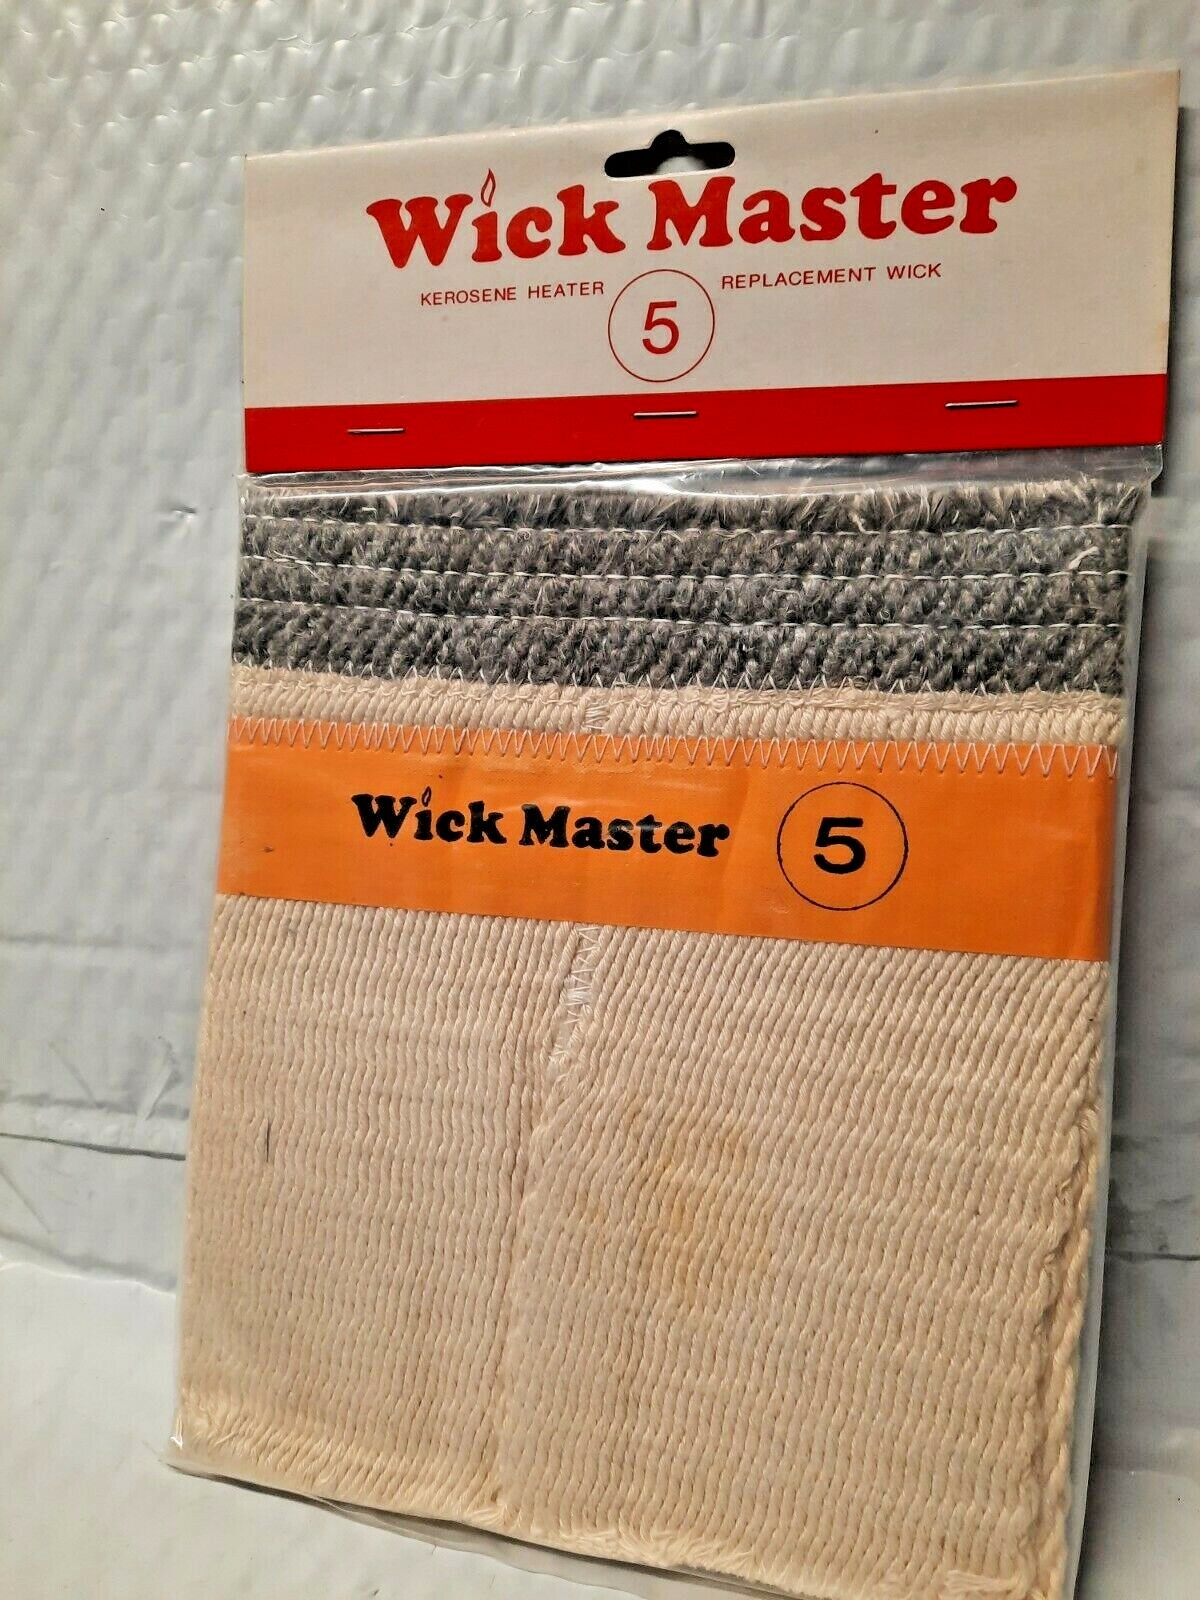 Wick Master
KEROSENE HEATER 5 REPLACEMENT WICK
Wick Master 5